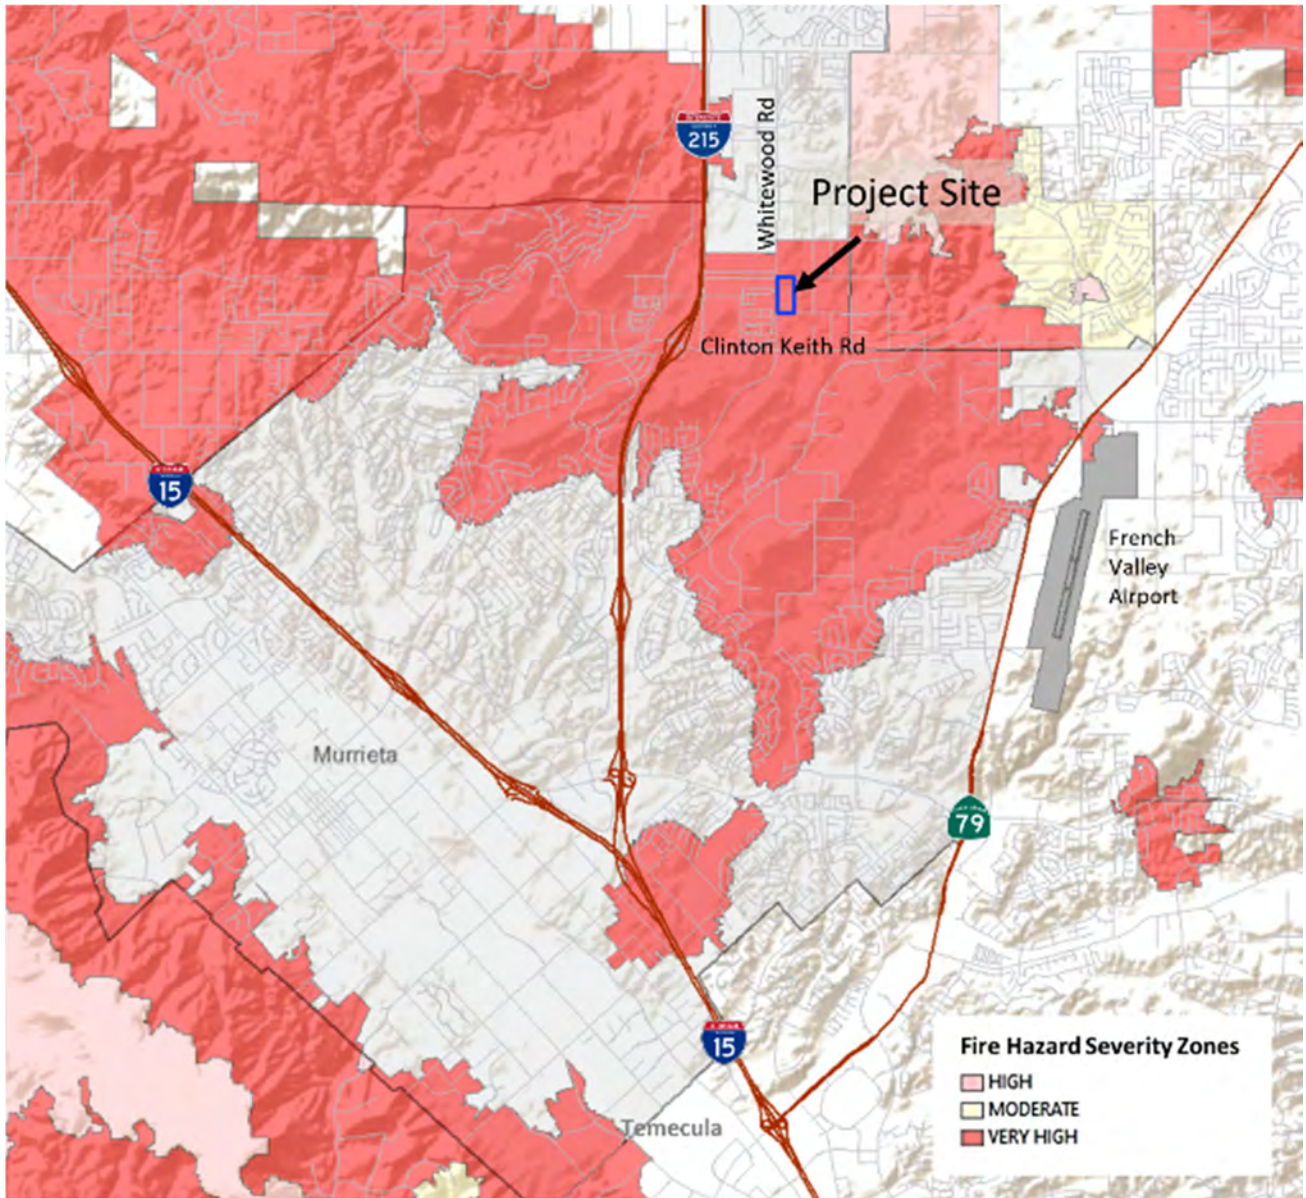 215
Whitewood Rd
Project Site
Clinton Keith Rd
15
French
Valley
Airport
Murrieta
79
15
Temecula
Fire Hazard Severity Zones
HIGH
MODERATE
VERY HIGH